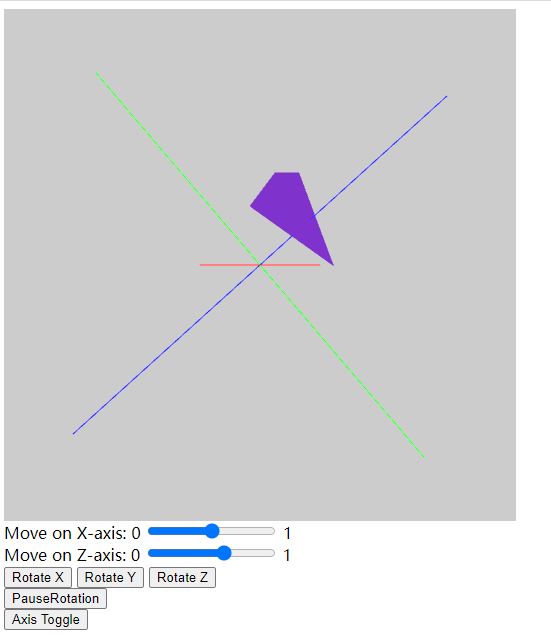 Move on X-axis: 0 1
Move on Z-axis: 0 1
Rotate X Rotate Y Rotate Z
PauseRotation
Axis Toggle